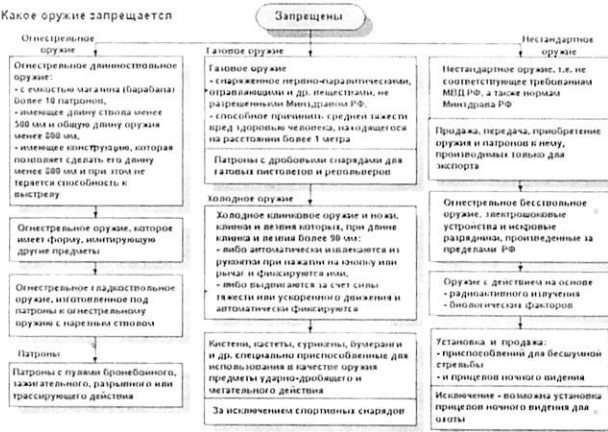 Какое оружие запрещается
Запрещены
Огнестрельное
оружие
Огнестрельное длинноствольное
оружие:
- с емкостью магазина (барабана)
более 10 патронов,
- имеющее длину ствола менее
500 мм и общую длину оружия
менее 800 мм,
- имеющее конструкцию, которая
позволяет сделать его длину
менее 800 мм и при этом не
теряется способность к
выстрелу
Огнестрельное оружие, которое
имеет форму, имитирующую
другие предметы
Огнестрельное гладкоствольное
оружие, изготовленное под
патроны к огнестрельному
оружию с нарезным стволом
Патроны
Патроны с пулями бронебойного,
зажигательного, разрывного или
трассирующего действия
Газовое оружие
Газовое оружие
- снаряженное нервно-паралитическими,
отравляющими и др. веществами, не
разрешенными Минздравом РФ,
- способное причинить средней тяжести
вред здоровью человека, находящегося
на расстоянии более 1 метра
Патроны с дробовыми снарядами для
газовых пистолетов и револьверов
Холодное оружие
Холодное клинковое оружие и ножи,
клинки и лезвия которых, при длине
клинка и лезвия более 90 мм:
- либо автоматически извлекаются из
рукоятки при нажатии на кнопку или
рычаг и фиксируются ими,
- либо выдвигаются за счет силы
тяжести или ускоренного движения и
автоматически фиксируются
Кистени, кастеты, сурикены, бумеранги
и др. специально приспособленные для
использования в качестве оружия
предметы ударно-дробящего и
метательного действия
За исключением спортивных снарядов
Нестандартное
оружие
Нестандартное оружие, т.е. не
соответствующее требованиям
МВД РФ, а также нормам
Минздрава РФ
Продажа, передача, приобретение
оружия и патронов к нему,
производимых только для
экспорта
Огнестрельное бесствольное
оружие, электрошоковые
устройства и искровые
разрядники, произведенные за
пределами РФ
Оружие с действием на основе
- радиоактивного излучения
- биологических факторов
Установка и продажа:
- приспособлений для бесшумной
стрельбы
- и прицелов ночного видения
Исключение - возможна установка
прицелов ночного видения для
охоты